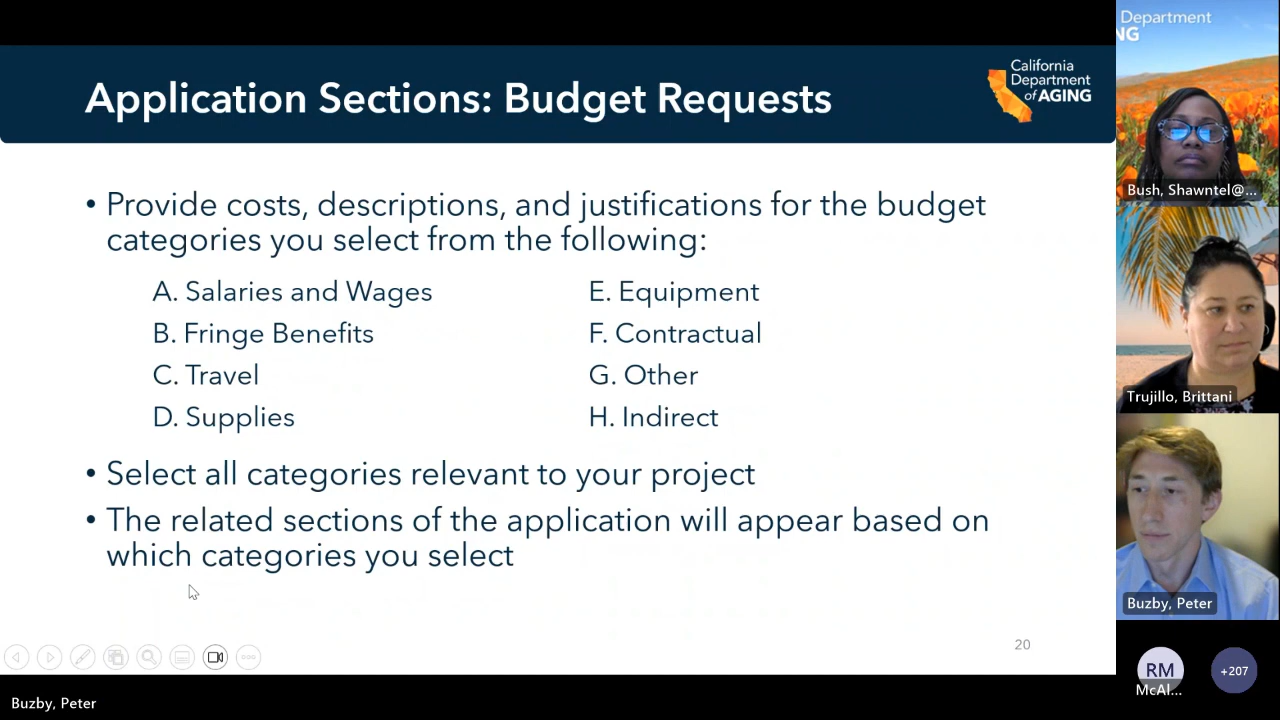 Application Sections: Budget Requests
California
Department
of AGING
• Provide costs, descriptions, and justifications for the budget
categories you select from the following:
A. Salaries and Wages
B. Fringe Benefits
C. Travel
D. Supplies
E. Equipment
F. Contractual
G. Other
H. Indirect
• Select all categories relevant to your project
• The related sections of the application will appear based on
which categories you select
20
Buzby, Peter
Department
NG
Bush, Shawntel@...
Trujillo, Brittani
Buzby, Peter
RM
McAl...
+207